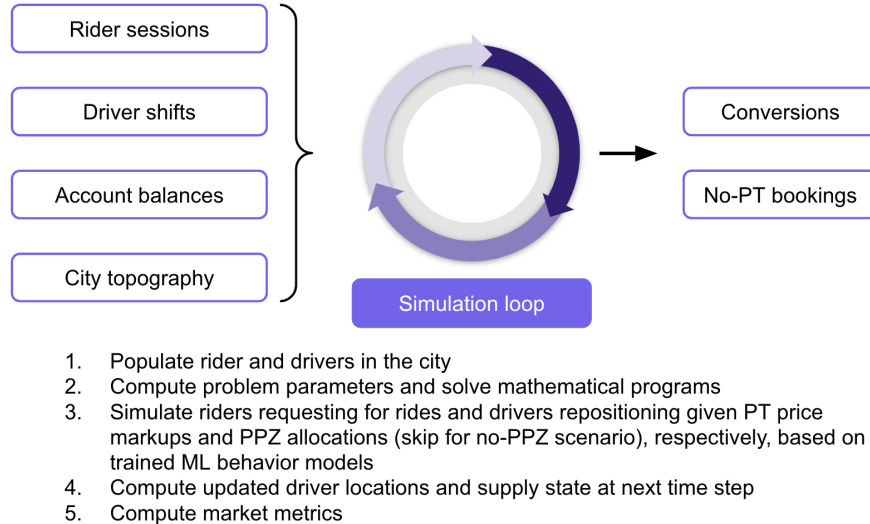 Rider sessions
Driver shifts
Account balances
City topography
Simulation loop
Conversions
No-PT bookings
1. Populate rider and drivers in the city
2. Compute problem parameters and solve mathematical programs
3. Simulate riders requesting for rides and drivers repositioning given PT price
markups and PPZ allocations (skip for no-PPZ scenario), respectively, based on
trained ML behavior models
4. Compute updated driver locations and supply state at next time step
5. Compute market metrics